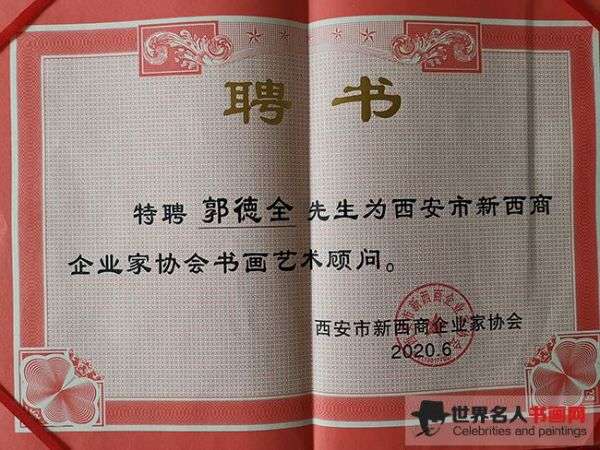 聘书
特聘 郭德全 先生为西安市新西商
企业家协会书画艺术顾问。
西安市新西商企业家协会
2020.6
世界名人书画网
Celebrities and paintings